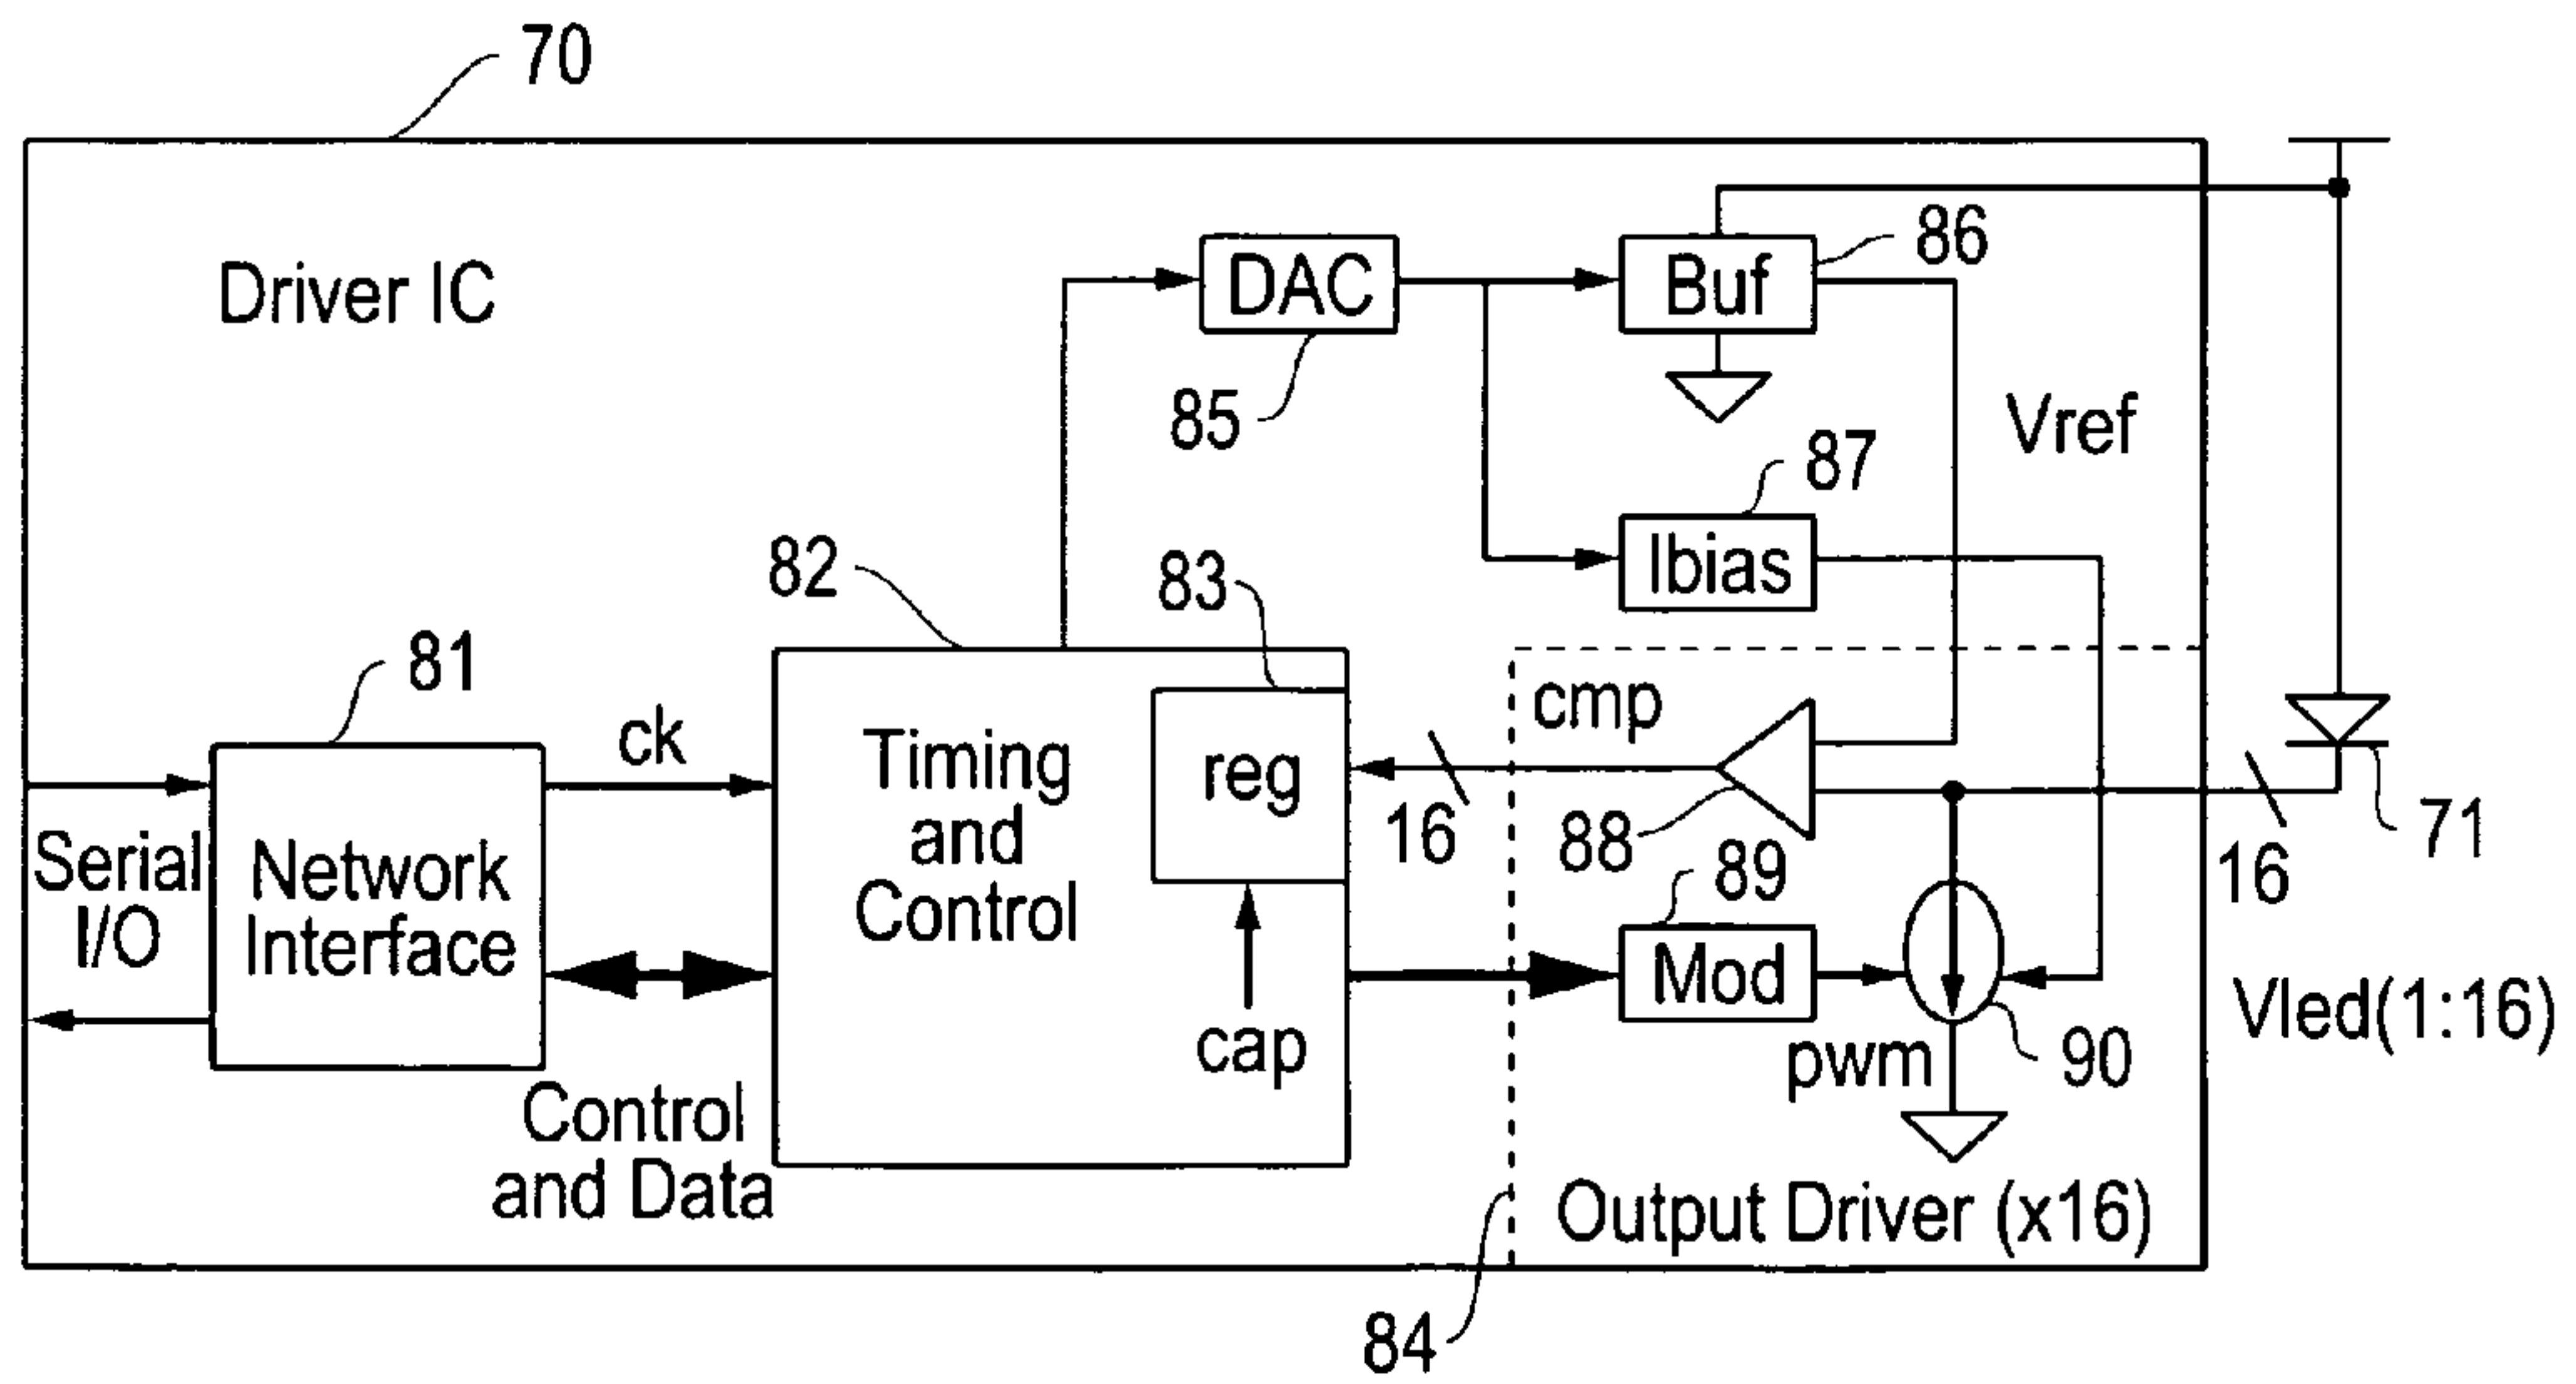 70
Driver IC
DAC
85
Buf
86
Vref
Ibias
87
82
83
81
ck
Serial
I/O
Network
Interface
Control
and Data
Timing
and
Control
reg
cap
16
cmp
88
89
Mod
pwm
90
Output Driver (x16)
84
71
16
Vled(1:16)